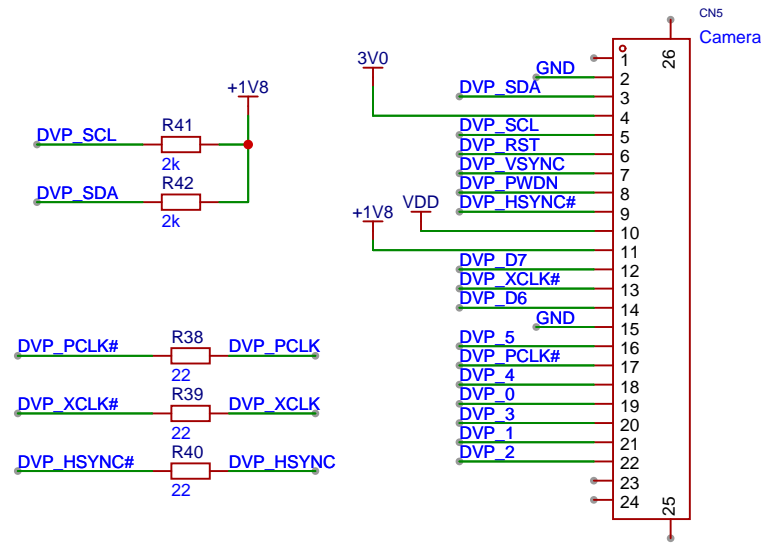 CN5
Camera
26
1
GND
2
3V0
DVP_SDA
3
4
+1V8
DVP_SCL
5
DVP_RST
6
DVP_VSYNC
7
DVP_PWDN
8
DVP_HSYNC#
9
VDD
10
+1V8
11
DVP_D7
12
DVP_XCLK#
13
DVP_D6
14
GND
15
DVP_5
16
DVP_PCLK#
17
DVP_4
18
DVP_0
19
DVP_3
20
DVP_1
21
DVP_2
22
23
24
25
DVP_SCL
R41
2k
DVP_SDA
R42
2k
DVP_PCLK#
R38
22
DVP_PCLK
DVP_XCLK#
R39
22
DVP_XCLK
DVP_HSYNC#
R40
22
DVP_HSYNC